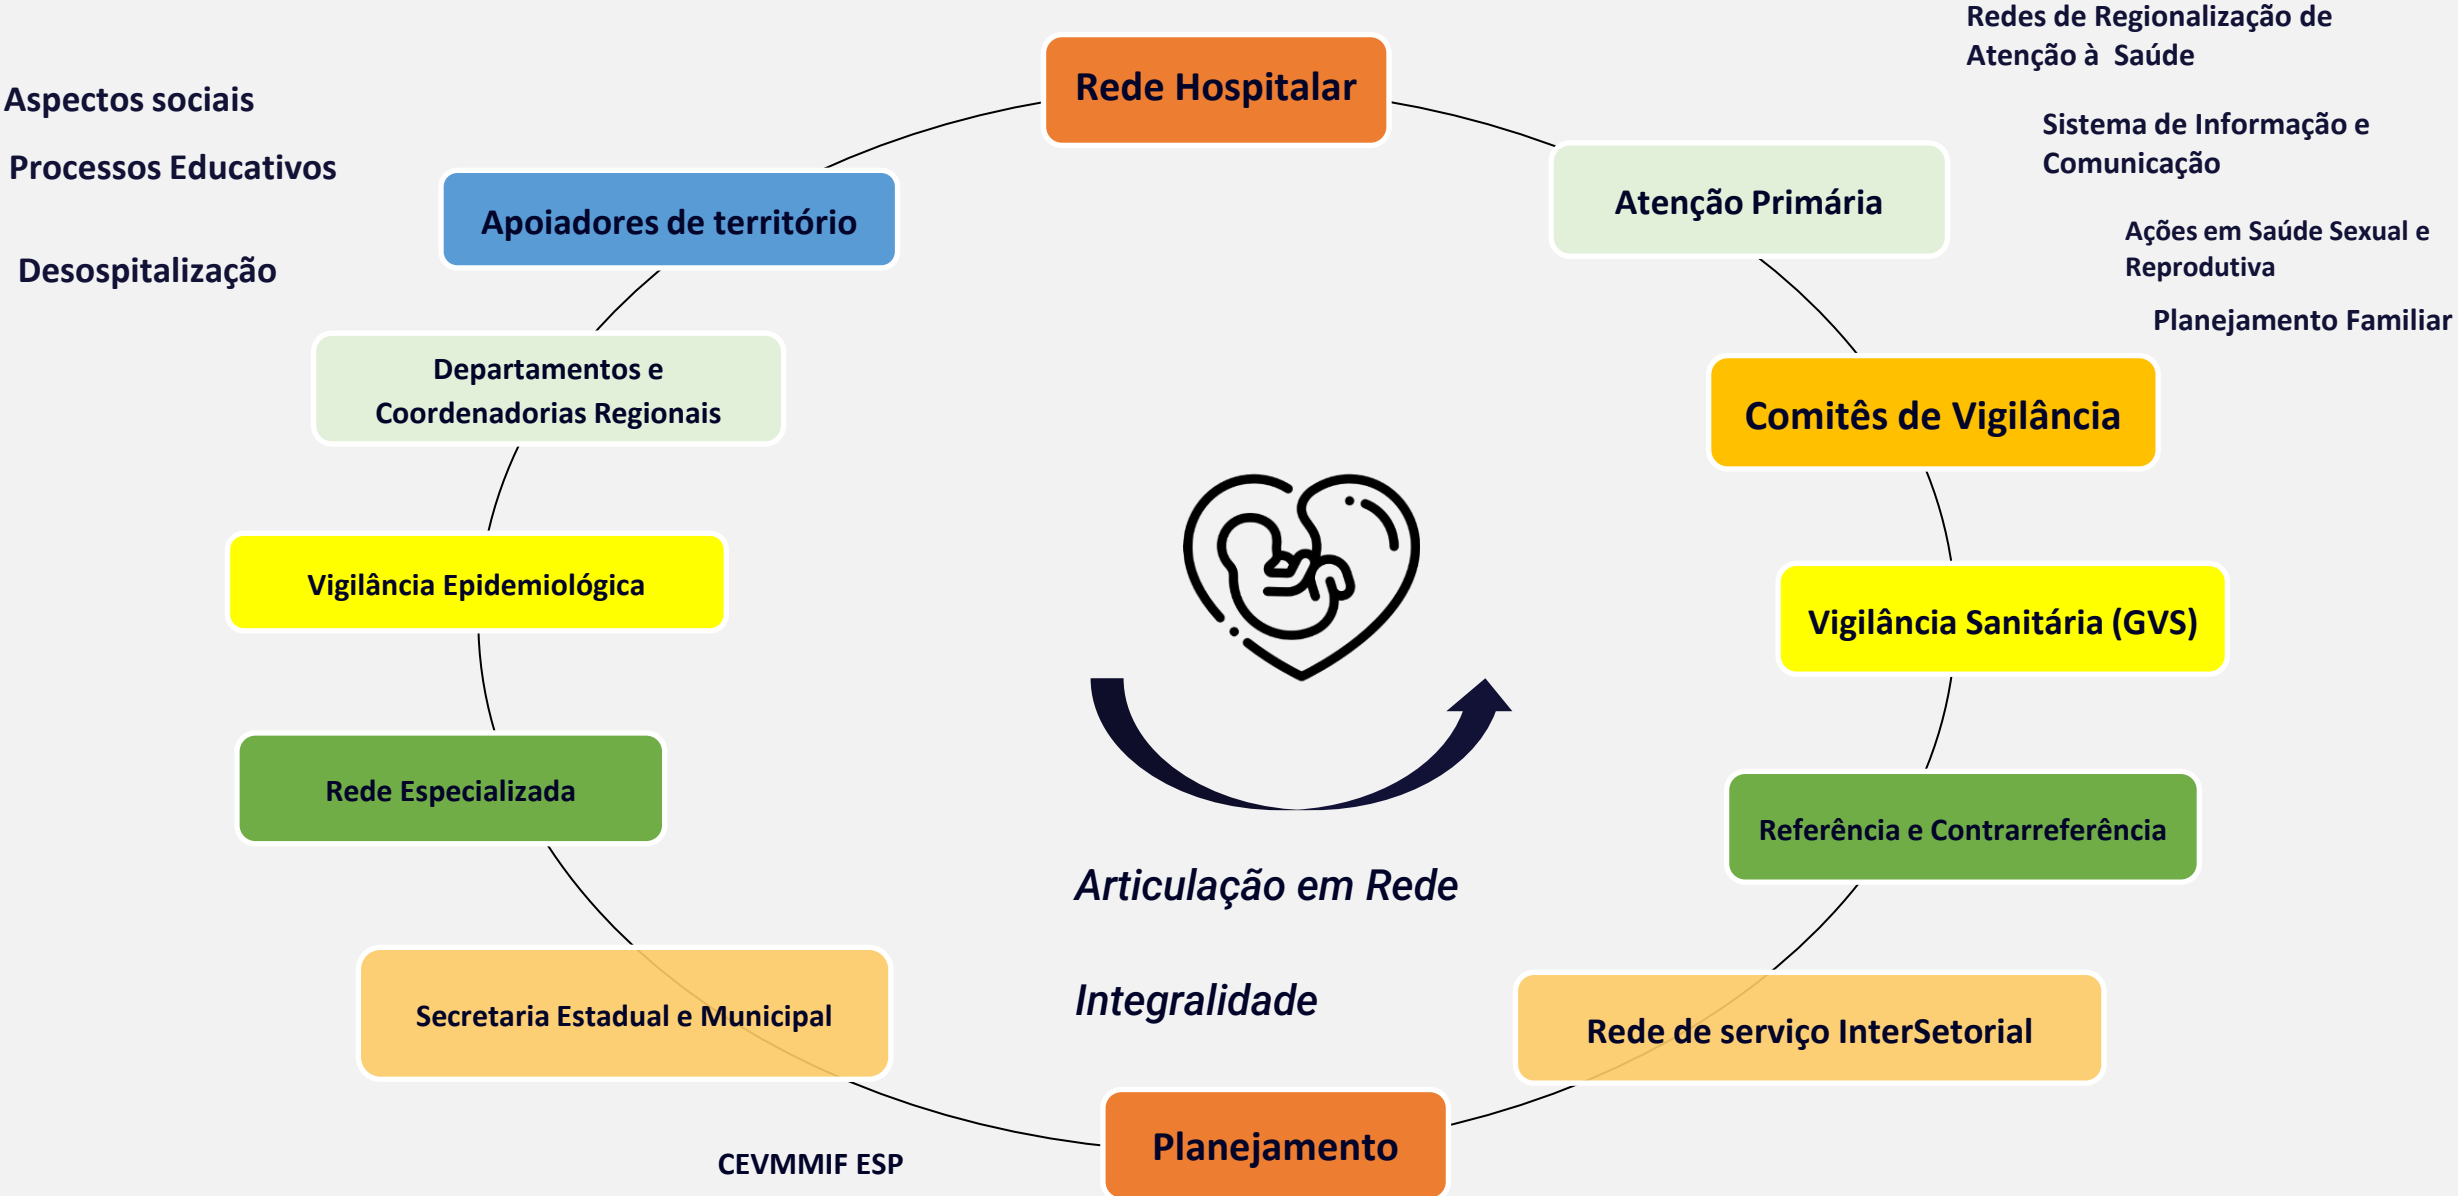 Redes de Regionalização de
Atenção à Saúde
Rede Hospitalar
Aspectos sociais
Sistema de Informação e
Comunicação
Processos Educativos
Atenção Primária
Apoiadores de território
Ações em Saúde Sexual e
Reprodutiva
Desospitalização
Planejamento Familiar
Departamentos e
Coordenadorias Regionais
Comitês de Vigilância
Vigilância Epidemiológica
Vigilância Sanitária (GVS)
Rede Especializada
Referência e Contrarreferência
Articulação em Rede
Integralidade
Secretaria Estadual e Municipal
Rede de serviço InterSetorial
Planejamento
CEVMMIF ESP